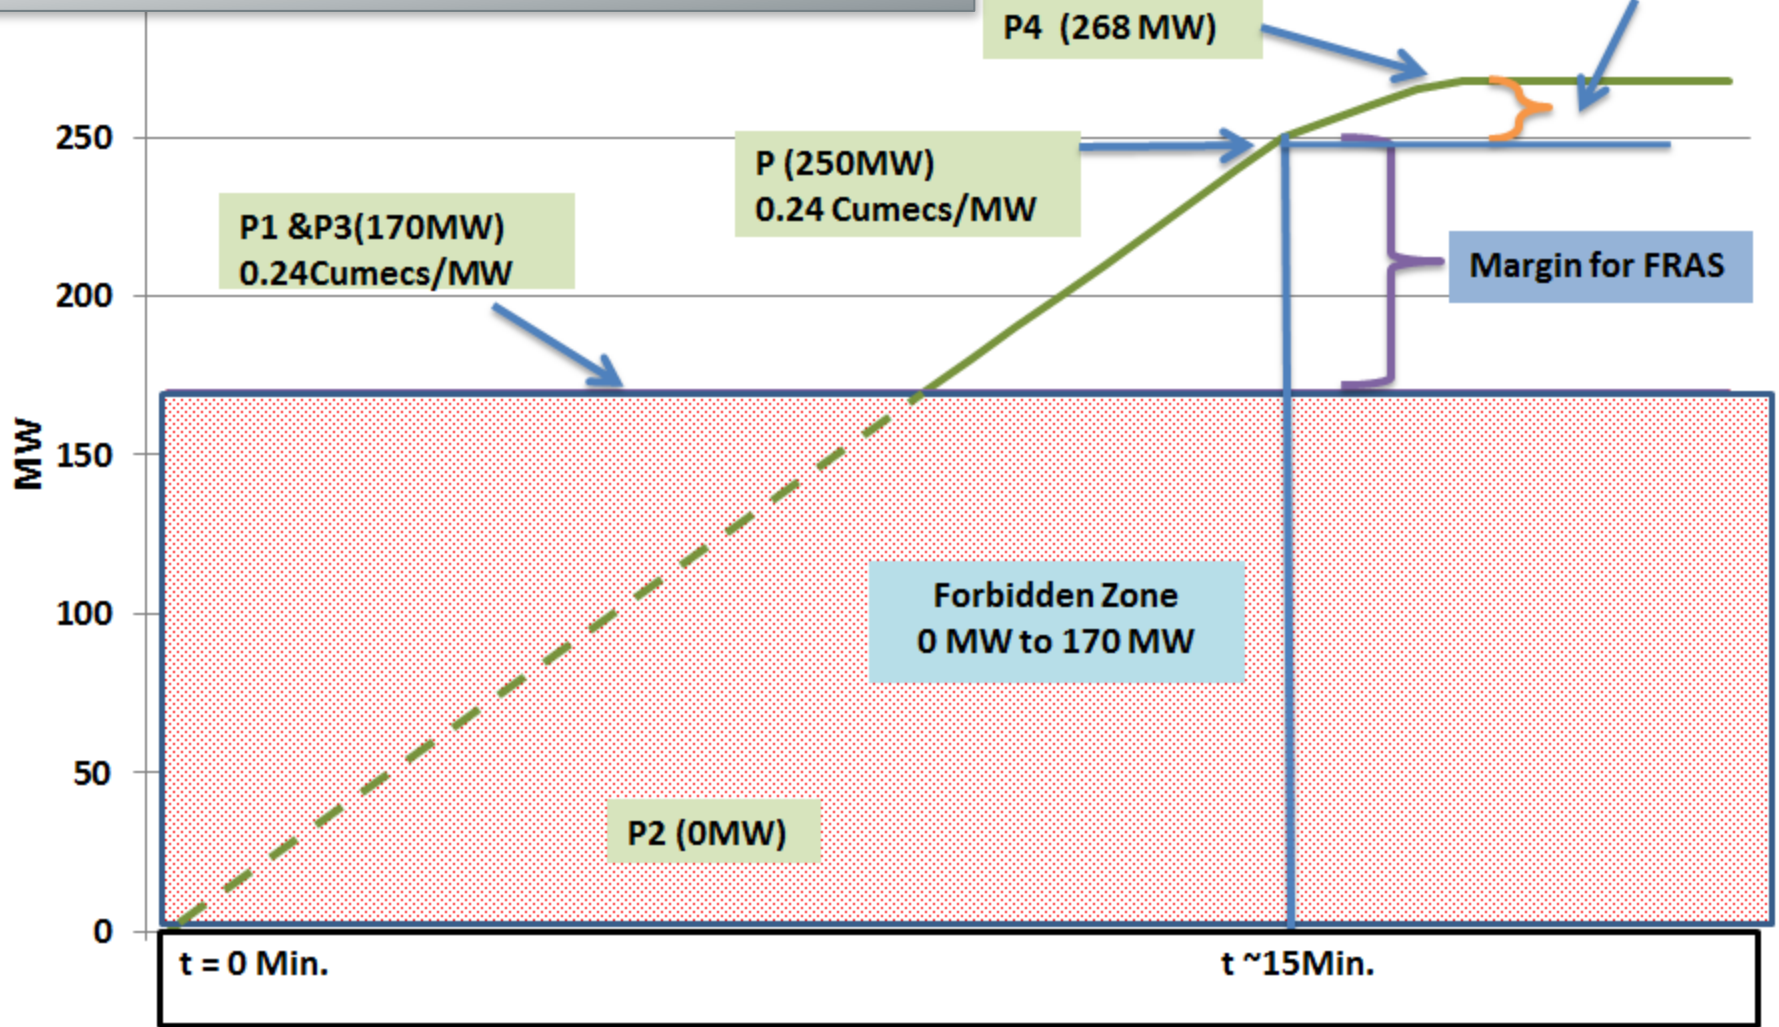 P4 (268 MW)
250
P (250MW)
0.24 Cumecs/MW
P1 &P3(170MW)
0.24Cumecs/MW
Margin for FRAS
200
MW
150
Forbidden Zone
0 MW to 170 MW
100
50
P2 (0MW)
0
t = 0 Min.
t ~15Min.